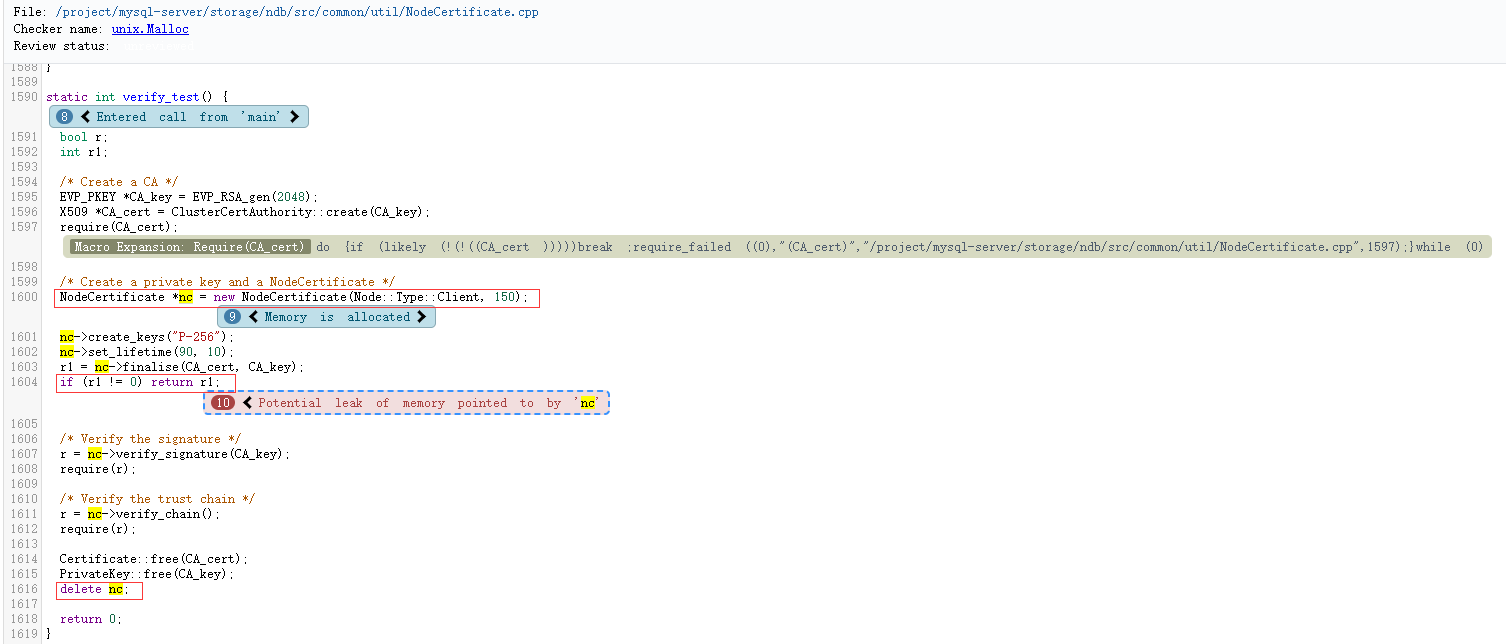 File: /project/mysql-server/storage/ndb/src/common/util/NodeCertificate.cpp
Checker name: unix.Malloc
Review status:
1588 }
1589
1590 static int verify_test() {
8 Entered call from 'main'
1591 bool r;
1592 int r1;
1593
1594 /* Create a CA */
1595 EVP_PKEY *CA_key = EVP_RSA_gen(2048);
1596 X509 *CA_cert = ClusterCertAuthority::create(CA_key);
1597 require(CA_cert);
Macro Expansion: Require(CA_cert) do {if (likely (!(!((CA_cert )))))break ;require_failed ((0),"(CA_cert)","/project/mysql-server/storage/ndb/src/common/util/NodeCertificate.cpp",1597);}while (0)
1598
1599 /* Create a private key and a NodeCertificate */
1600 NodeCertificate *nc = new NodeCertificate(Node::Type::Client, 150);
9 Memory is allocated
1601 nc->create_keys("P-256");
1602 nc->set_lifetime(90, 10);
1603 r1 = nc->finalise(CA_cert, CA_key);
1604 if (r1 != 0) return r1;
10 Potential leak of memory pointed to by 'nc'
1605
1606 /* Verify the signature */
1607 r = nc->verify_signature(CA_key);
1608 require(r);
1609
1610 /* Verify the trust chain */
1611 r = nc->verify_chain();
1612 require(r);
1613
1614 Certificate::free(CA_cert);
1615 PrivateKey::free(CA_key);
1616 delete nc;
1617
1618 return 0;
1619 }